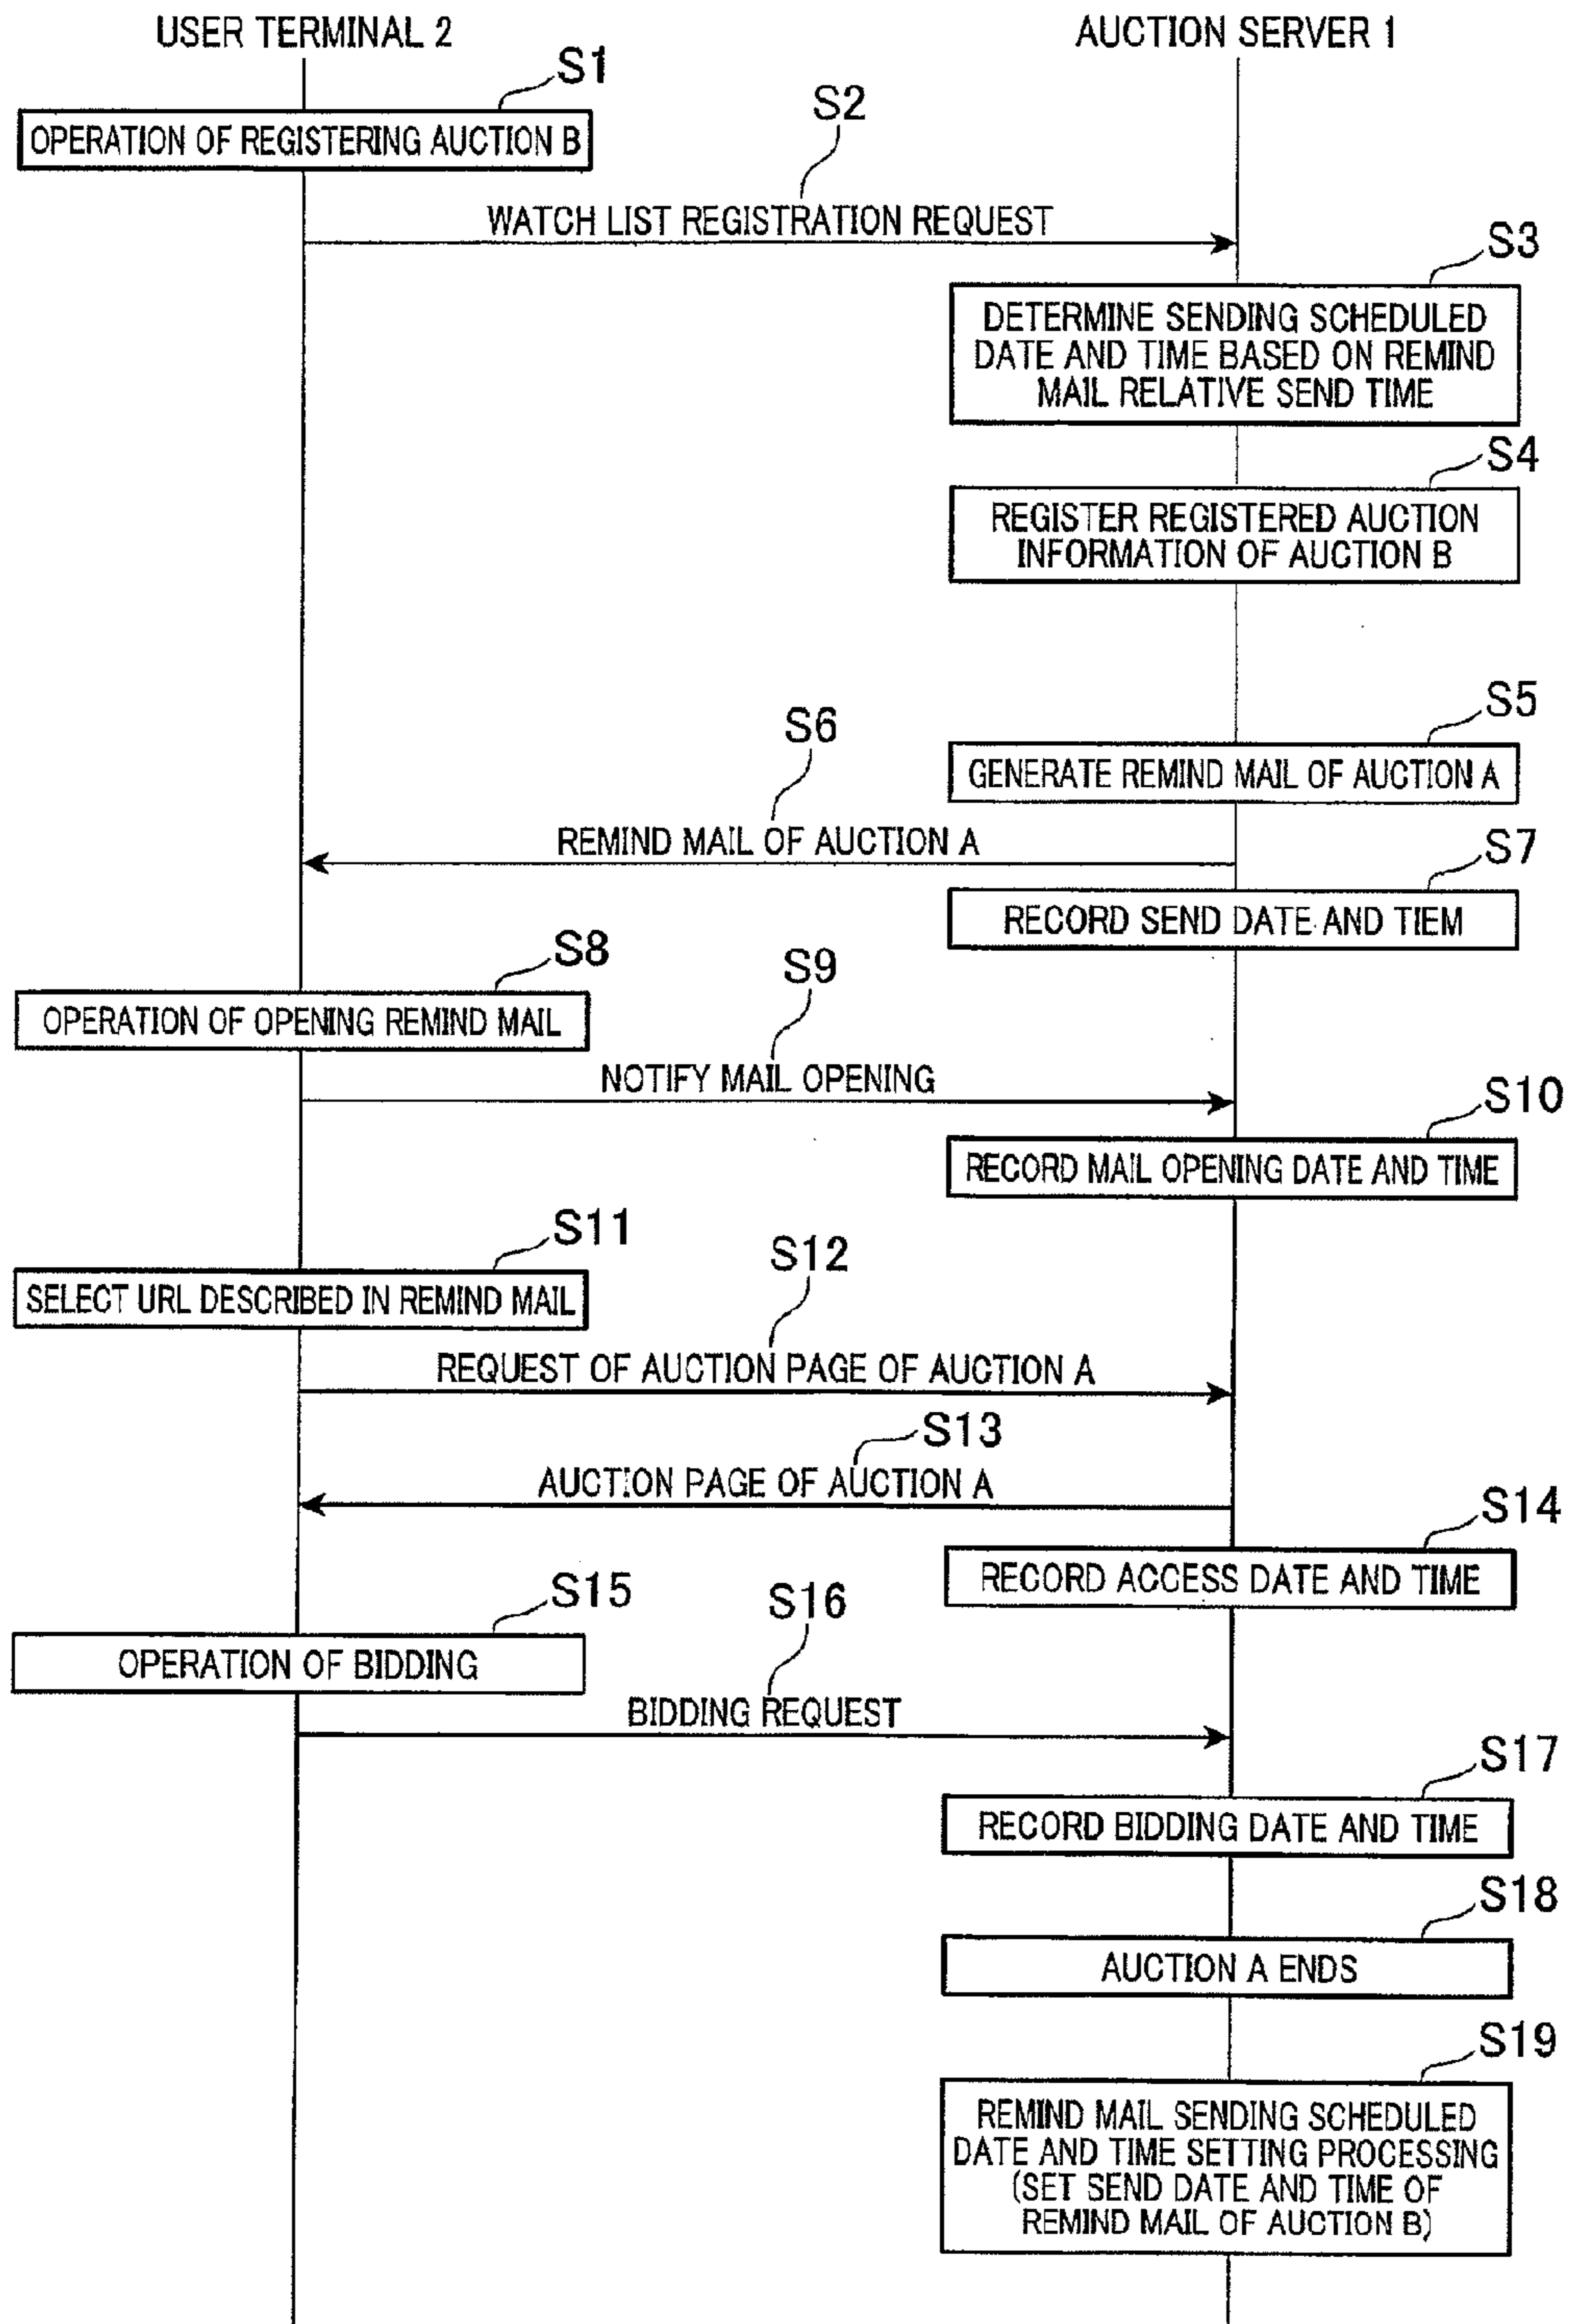 USER TERMINAL 2
AUCTION SERVER 1
S1
OPERATION OF REGISTERING AUCTION B
S2
WATCH LIST REGISTRATION REQUEST
S3
DETERMINE SENDING SCHEDULED
DATE AND TIME BASED ON REMIND
MAIL RELATIVE SEND TIME
S4
REGISTER REGISTERED AUCTION
INFORMATION OF AUCTION B
S5
GENERATE REMIND MAIL OF AUCTION A
S6
REMIND MAIL OF AUCTION A
S7
RECORD SEND DATE AND TIEM
S8
OPERATION OF OPENING REMIND MAIL
S9
NOTIFY MAIL OPENING
S10
RECORD MAIL OPENING DATE AND TIME
S11
SELECT URL DESCRIBED IN REMIND MAIL
S12
REQUEST OF AUCTION PAGE OF AUCTION A
S13
AUCTION PAGE OF AUCTION A
S14
RECORD ACCESS DATE AND TIME
S15
OPERATION OF BIDDING
S16
BIDDING REQUEST
S17
RECORD BIDDING DATE AND TIME
S18
AUCTION A ENDS
S19
REMIND MAIL SENDING SCHEDULED
DATE AND TIME SETTING PROCESSING
(SET SEND DATE AND TIME OF
REMIND MAIL OF AUCTION B)